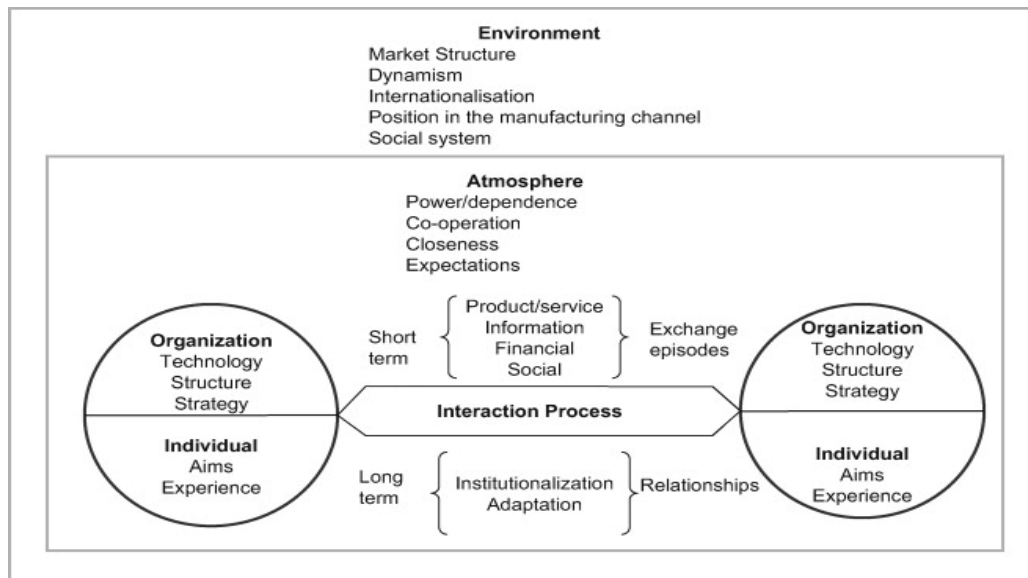 Environment
Market Structure
Dynamism
Internationalisation
Position in the manufacturing channel
Social system
Atmosphere
Power/dependence
Co-operation
Closeness
Expectations
Organization
Technology
Structure
Strategy
Individual
Aims
Experience
Short
term
Product/service
Information
Financial
Social
Exchange
episodes
Interaction Process
Long
term
Institutionalization
Adaptation
Relationships
Organization
Technology
Structure
Strategy
Individual
Aims
Experience